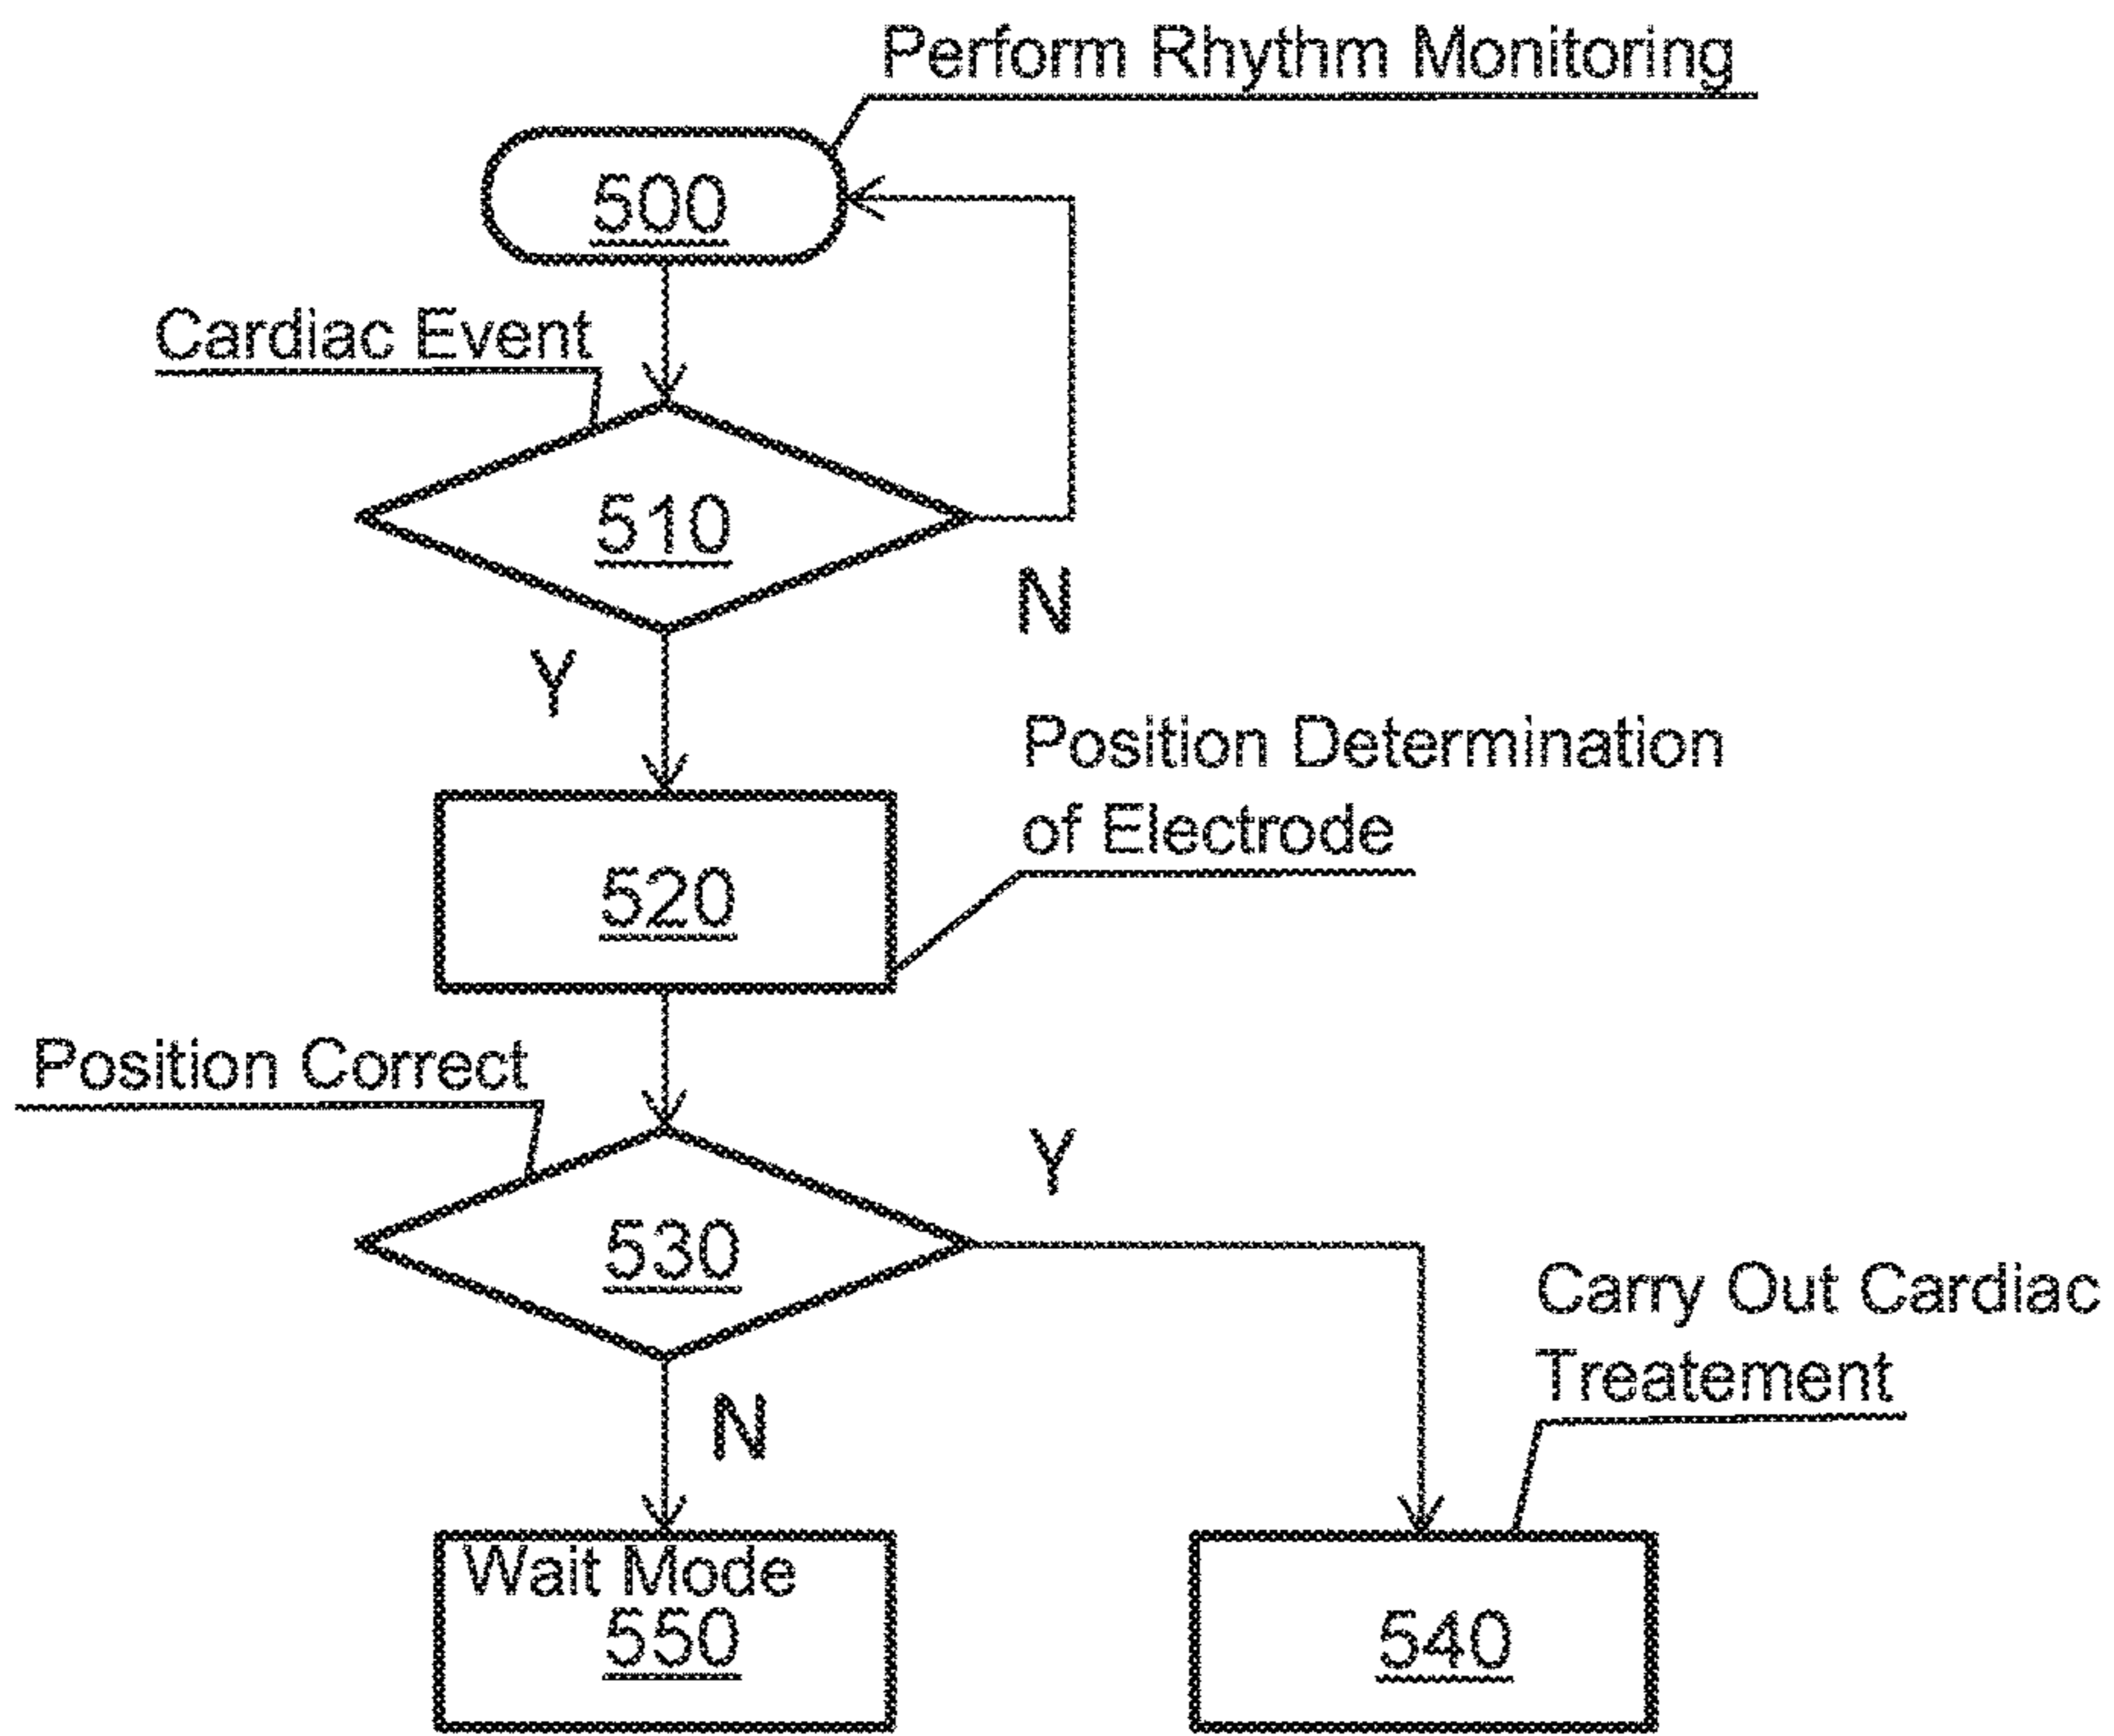 Perform Rhythm Monitoring
500
Cardiac Event
510
N
Y
Position Determination
of Electrode
520
Position Correct
Y
530
Carry Out Cardiac
Treatement
N
Wait Mode
550
540